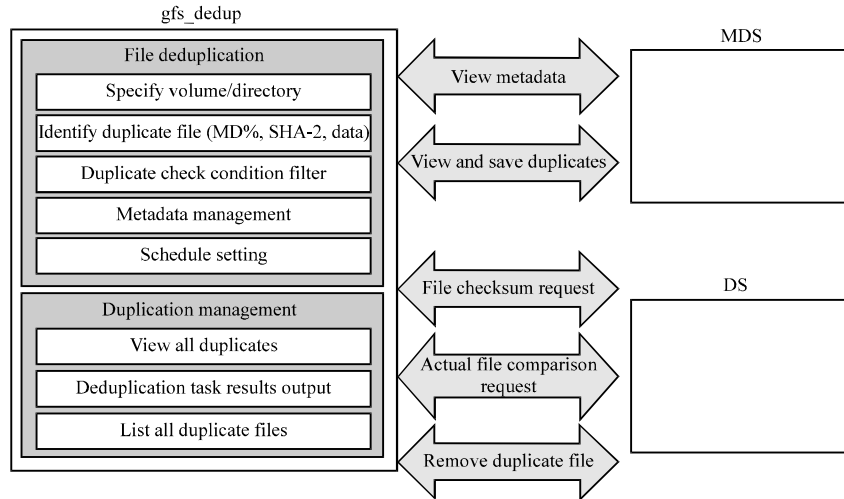 gfs_dedup
File deduplication
Specify volume/directory
Identify duplicate file (MD%, SHA-2, data)
Duplicate check condition filter
Metadata management
Schedule setting
Duplication management
View all duplicates
Deduplication task results output
List all duplicate files
View metadata
View and save duplicates
File checksum request
Actual file comparison
request
Remove duplicate file
MDS
DS